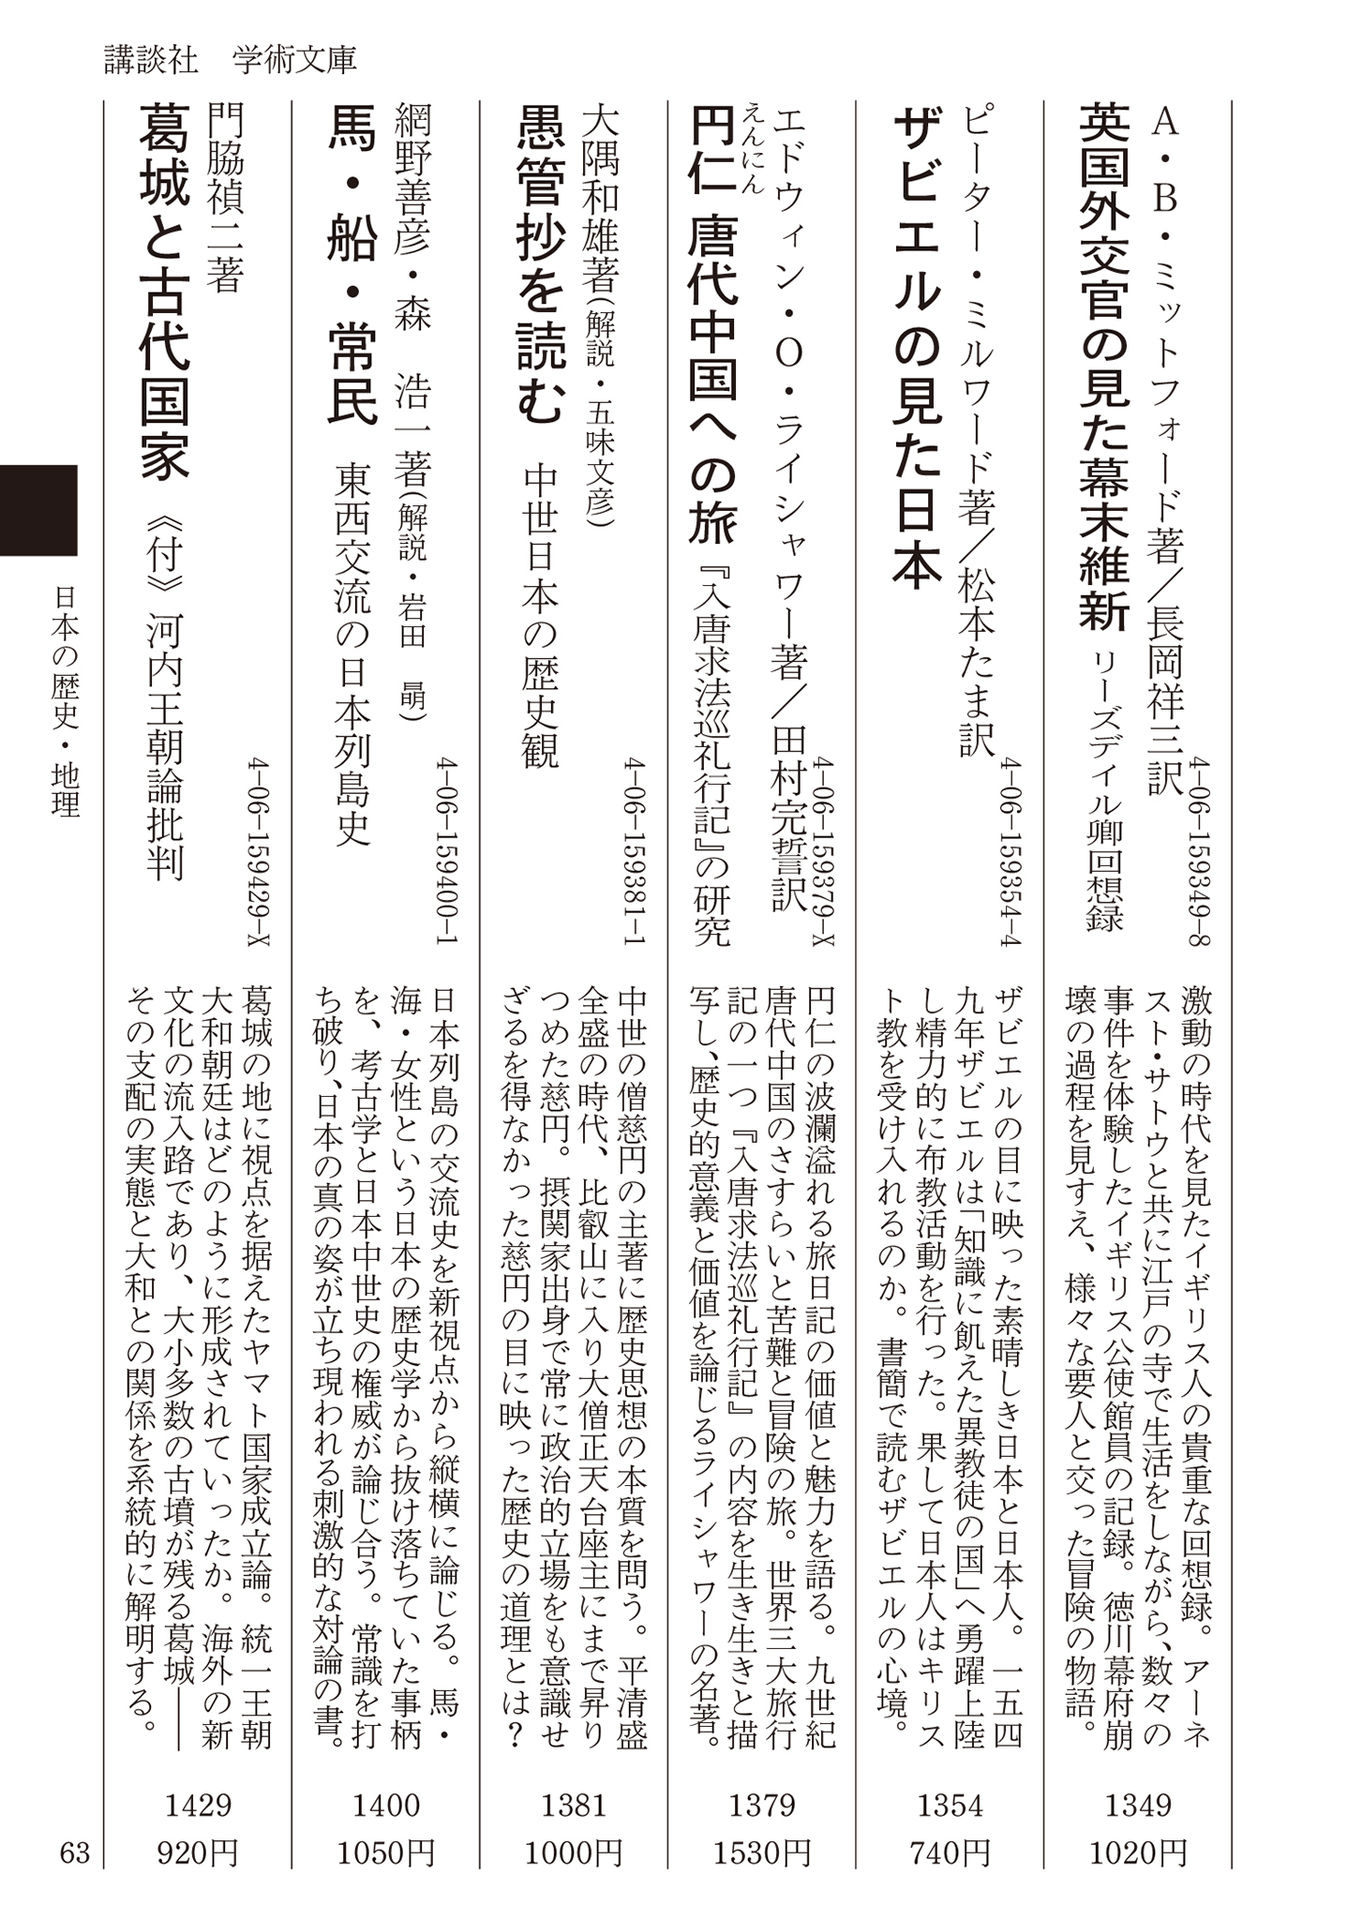 講談社　学術文庫
A・B・ミットフォード著／長岡祥三訳
英国外交官の見た幕末維新 リーズデイル卿回想録
4-06-159349-8
激動の時代を見たイギリス人の貴重な回想録。アーネ
スト・サトウと共に江戸の寺で生活をしながら、数々の
事件を体験したイギリス公使館員の記録。徳川幕府崩
壊の過程を見すえ、様々な要人と交った冒険の物語。
1349
1020円
ピーター・ミルワード著／松本たま訳
ザビエルの見た日本
4-06-159354-4
ザビエルの目に映った素晴しき日本と日本人。一五四
九年ザビエルは「知識に飢えた異教徒の国」へ勇躍上陸
し精力的に布教活動を行った。果して日本人はキリス
ト教を受け入れるのか。書簡で読むザビエルの心境。
1354
740円
エドウィン・O・ライシャワー著／田村完誓訳
えんにん
円仁 唐代中国への旅 『入唐求法巡礼行記』の研究
4-06-159379-X
円仁の波瀾溢れる旅日記の価値と魅力を語る。九世紀
唐代中国のさすらいと苦難と冒険の旅。世界三大旅行
記の一つ『入唐求法巡礼行記』の内容を生き生きと描
写し、歴史的意義と価値を論じるライシャワーの名著。
1379
1530円
大隅和雄著(解説・五味文彦)
愚管抄を読む 中世日本の歴史観
4-06-159381-1
中世の僧慈円の主著に歴史思想の本質を問う。平清盛
全盛の時代、比叡山に入り大僧正天台座主にまで昇り
つめた慈円。摂関家出身で常に政治的立場をも意識せ
ざるを得なかった慈円の目に映った歴史の道理とは？
1381
1000円
網野善彦・森　浩一著(解説・岩田　朙)
馬・船・常民 東西交流の日本列島史
4-06-159400-1
日本列島の交流史を新視点から縦横に論じる。馬・
海・女性という日本の歴史学から抜け落ちていた事柄
を、考古学と日本中世史の権威が論じ合う。常識を打
ち破り、日本の真の姿が立ち現われる刺激的な対論の書。
1400
1050円
門脇禎二著
葛城と古代国家 《付》河内王朝論批判
4-06-159429-X
葛城の地に視点を据えたヤマト国家成立論。統一王朝
大和朝廷はどのように形成されていったか。海外の新
文化の流入路であり、大小多数の古墳が残る葛城――
その支配の実態と大和との関係を系統的に解明する。
1429
920円
日本の歴史・地理
63